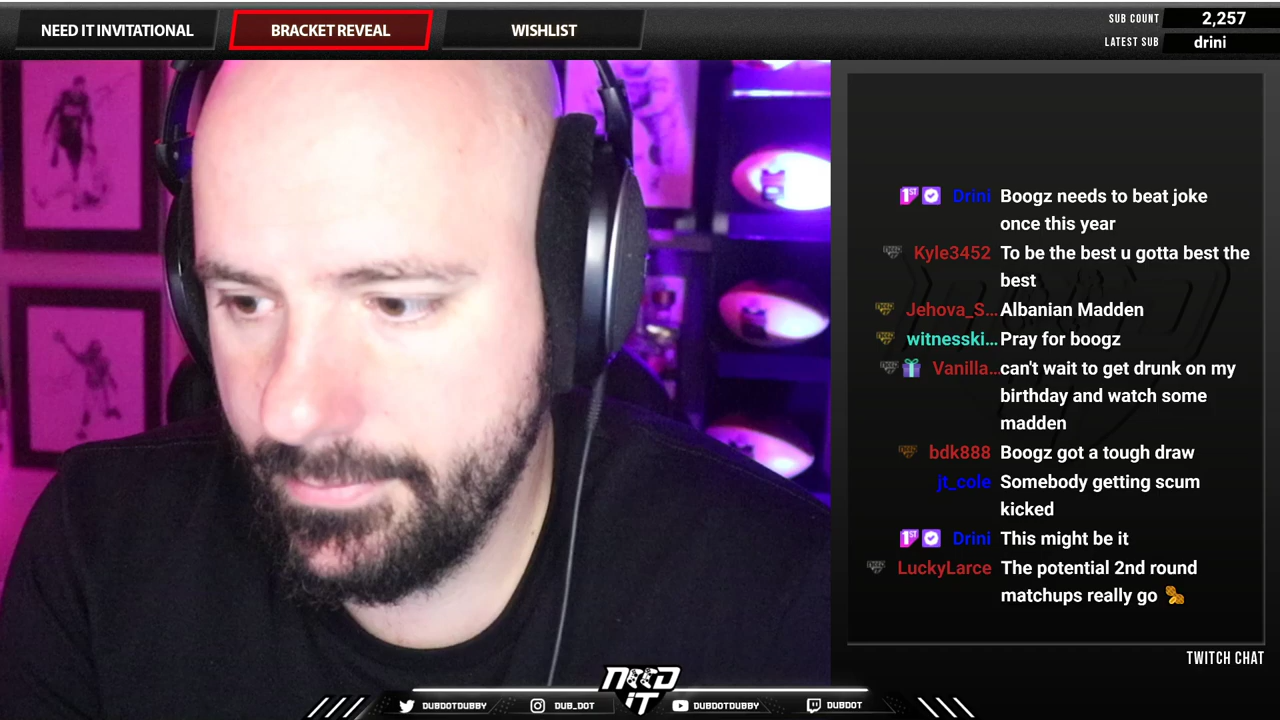 NEED IT INVITATIONAL
BRACKET REVEAL
WISHLIST
SUB COUNT 2,257
LATEST SUB drini
1ST Drini Boogz needs to beat joke
once this year
Kyle3452 To be the best u gotta best the
best
Jehova_S... Albanian Madden
witnesski... Pray for boogz
Vanilla... can't wait to get drunk on my
birthday and watch some
madden
bdk888 Boogz got a tough draw
jt_cole Somebody getting scum
kicked
1ST Drini This might be it
LuckyLarce The potential 2nd round
matchups really go
TWITCH CHAT
NEED
IT
DUBDOTDUBBY
DUB_DOT
DUBDOTDUBBY
DUBDOT